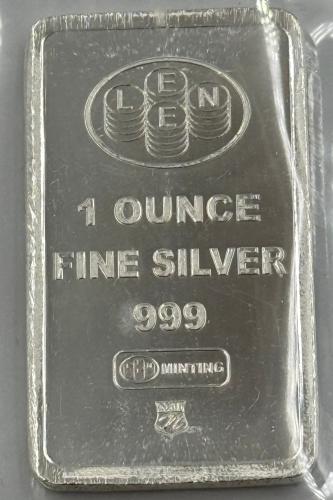 E
L E N
E
1 OUNCE
FINE SILVER
999
MINTING